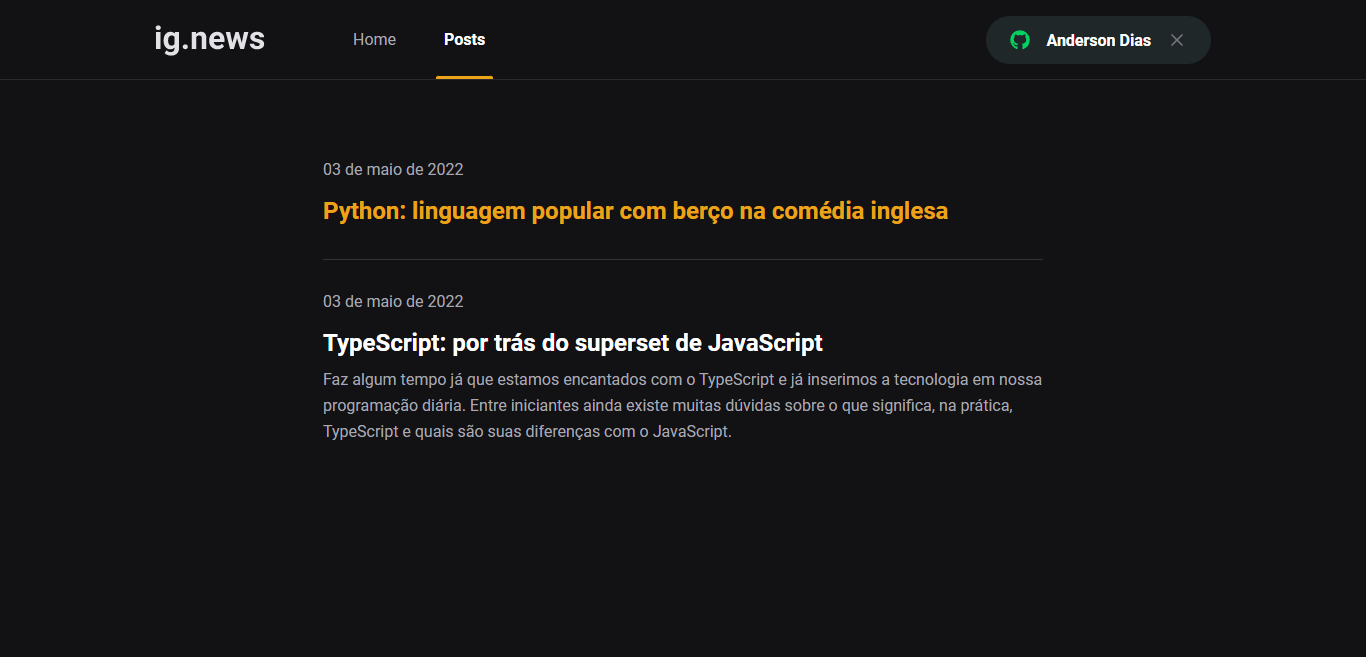 ig.news
Home
Posts
Anderson Dias
03 de maio de 2022
Python: linguagem popular com berço na comédia inglesa
03 de maio de 2022
TypeScript: por trás do superset de JavaScript
Faz algum tempo já que estamos encantados com o TypeScript e já inserimos a tecnologia em nossa
programação diária. Entre iniciantes ainda existe muitas dúvidas sobre o que significa, na prática,
TypeScript e quais são suas diferenças com o JavaScript.